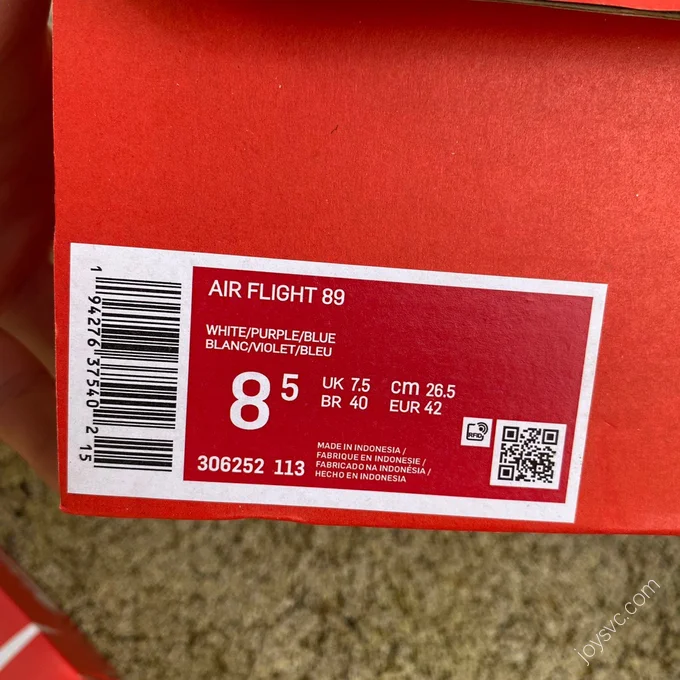 AIR FLIGHT 89
WHITE/PURPLE/BLUE
BLANC/VIOLET/BLEU
8 5
UK 7.5 cm 26.5
BR 40 EUR 42
306252 113
MADE IN INDONESIA /
FABRIQUE EN INDONESIE /
FABRICADO NA INDONÉSIA /
HECHO EN INDONESIA
RFID
1 94276 37540 2 15
joysvc.com